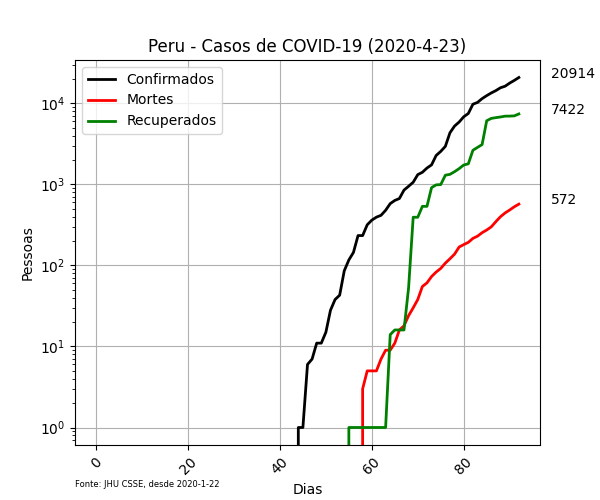 Peru - Casos de COVID-19 (2020-4-23)
Confirmados
Mortes
Recuperados
20914
7422
572
10^4
10^3
10^2
10^1
10^0
Pessoas
0 20 40 60 80
Dias
Fonte: JHU CSSE, desde 2020-1-22